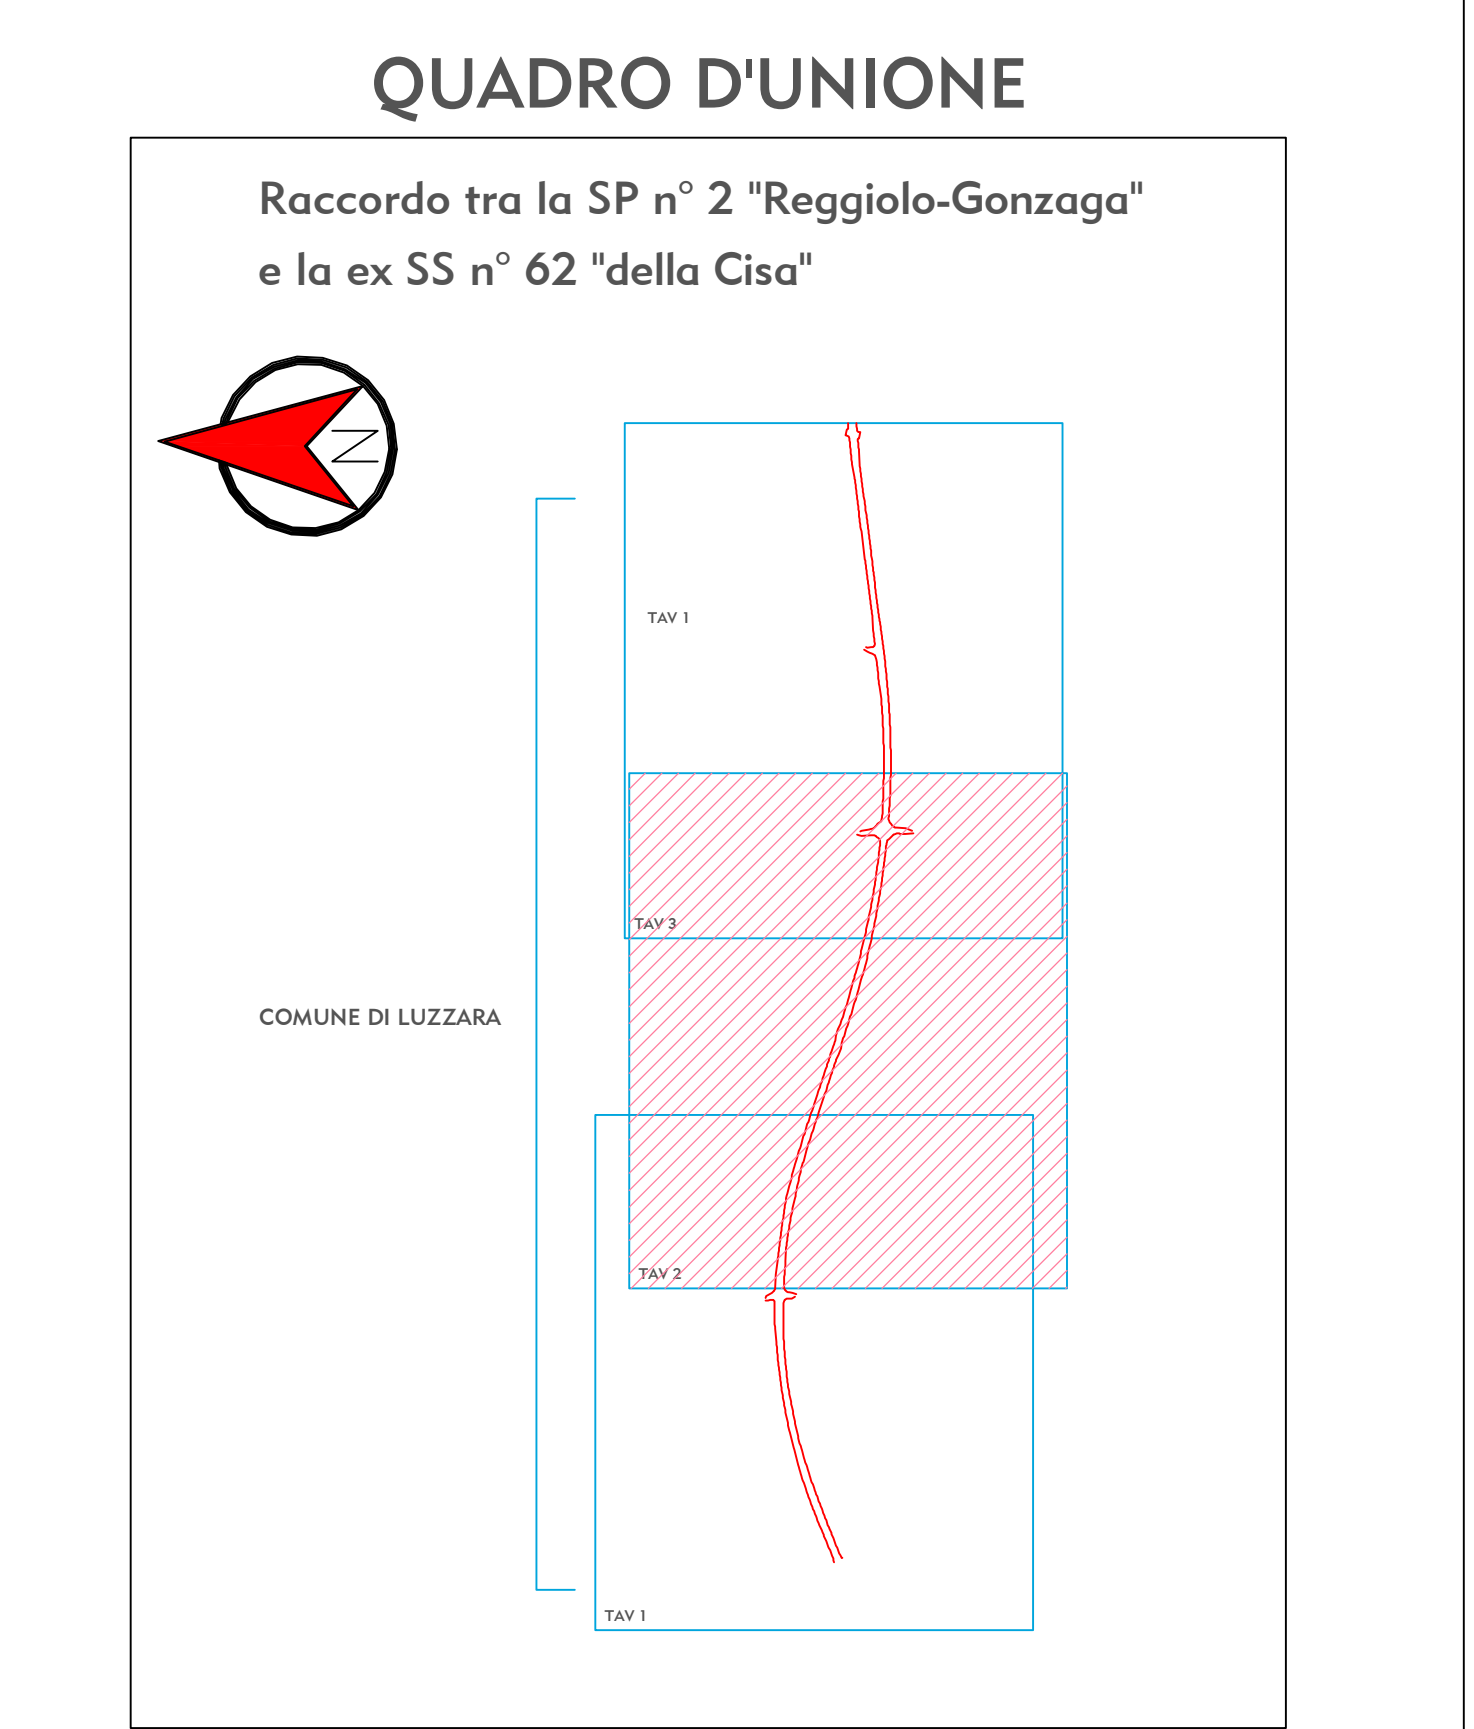 QUADRO D'UNIONE
Raccordo tra la SP n° 2 "Reggiolo-Gonzaga"
e la ex SS n° 62 "della Cisa"
N
TAV 1
TAV 3
COMUNE DI LUZZARA
TAV 2
TAV 1